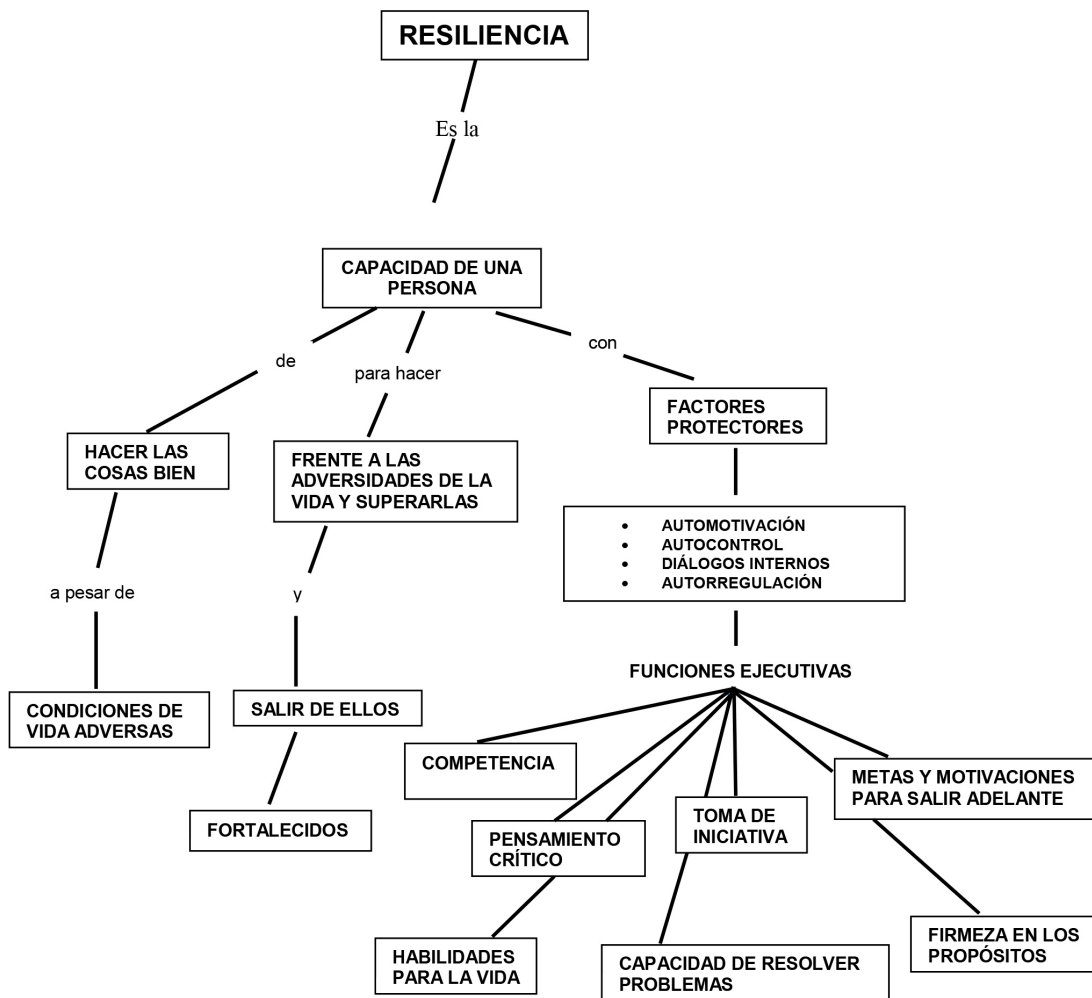 RESILIENCIA
Es la
CAPACIDAD DE UNA
PERSONA
de
para hacer
con
HACER LAS
COSAS BIEN
FRENTE A LAS
ADVERSIDADES DE LA
VIDA Y SUPERARLAS
FACTORES
PROTECTORES
• AUTOMOTIVACIÓN
• AUTOCONTROL
• DIÁLOGOS INTERNOS
• AUTORREGULACIÓN
a pesar de
y
FUNCIONES EJECUTIVAS
CONDICIONES DE
VIDA ADVERSAS
SALIR DE ELLOS
FORTALECIDOS
COMPETENCIA
METAS Y MOTIVACIONES
PARA SALIR ADELANTE
TOMA DE
INICIATIVA
PENSAMIENTO
CRÍTICO
HABILIDADES
PARA LA VIDA
CAPACIDAD DE RESOLVER
PROBLEMAS
FIRMEZA EN LOS
PROPÓSITOS